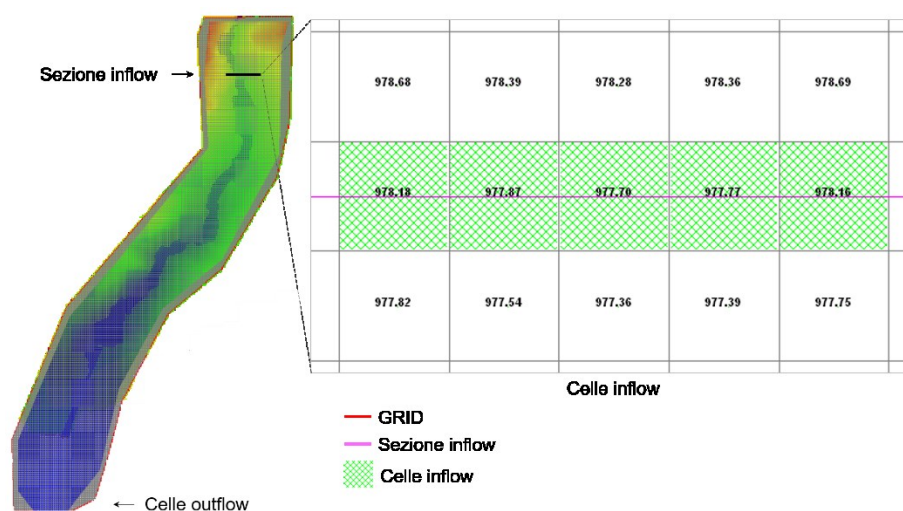 Sezione inflow
978.68 978.39 978.28 978.36 978.69
978.18 977.87 977.70 977.77 978.16
977.82 977.54 977.36 977.39 977.75
Celle inflow
GRID
Sezione inflow
Celle inflow
Celle outflow